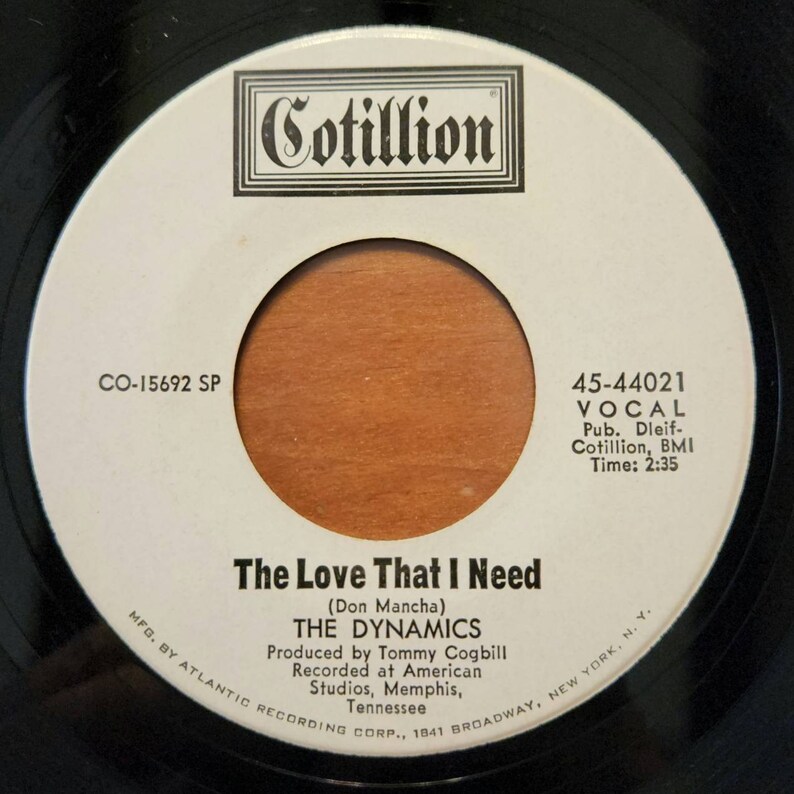 Cotillion®
CO-15692 SP
45-44021
VOCAL
Pub. Dleif-
Cotillion, BMI
Time: 2:35
The Love That I Need
(Don Mancha)
THE DYNAMICS
Produced by Tommy Cogbill
Recorded at American
Studios, Memphis,
Tennessee
MFG. BY ATLANTIC RECORDING CORP., 1841 BROADWAY, NEW YORK, N. Y.